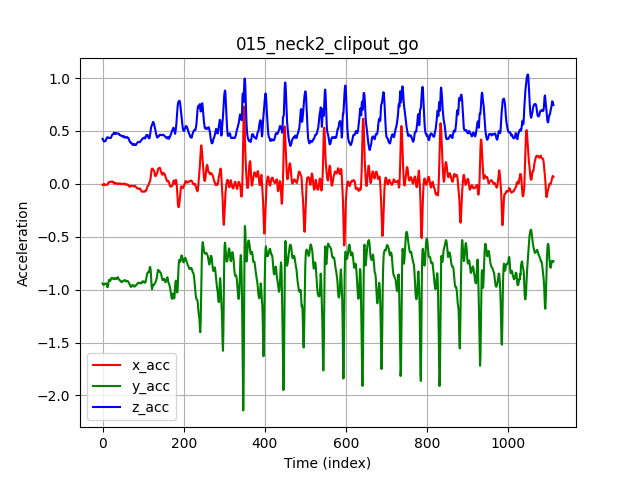 015_neck2_clipout_go
1.0
0.5
0.0
−0.5
−1.0
−1.5
−2.0
Acceleration
x_acc
y_acc
z_acc
0 200 400 600 800 1000
Time (index)